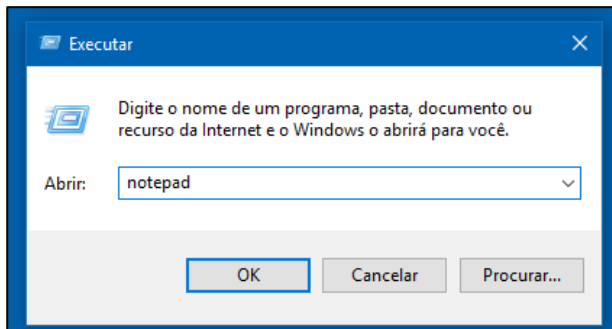 Executar
Digite o nome de um programa, pasta, documento ou
recurso da Internet e o Windows o abrirá para você.
Abrir: notepad
OK Cancelar Procurar...